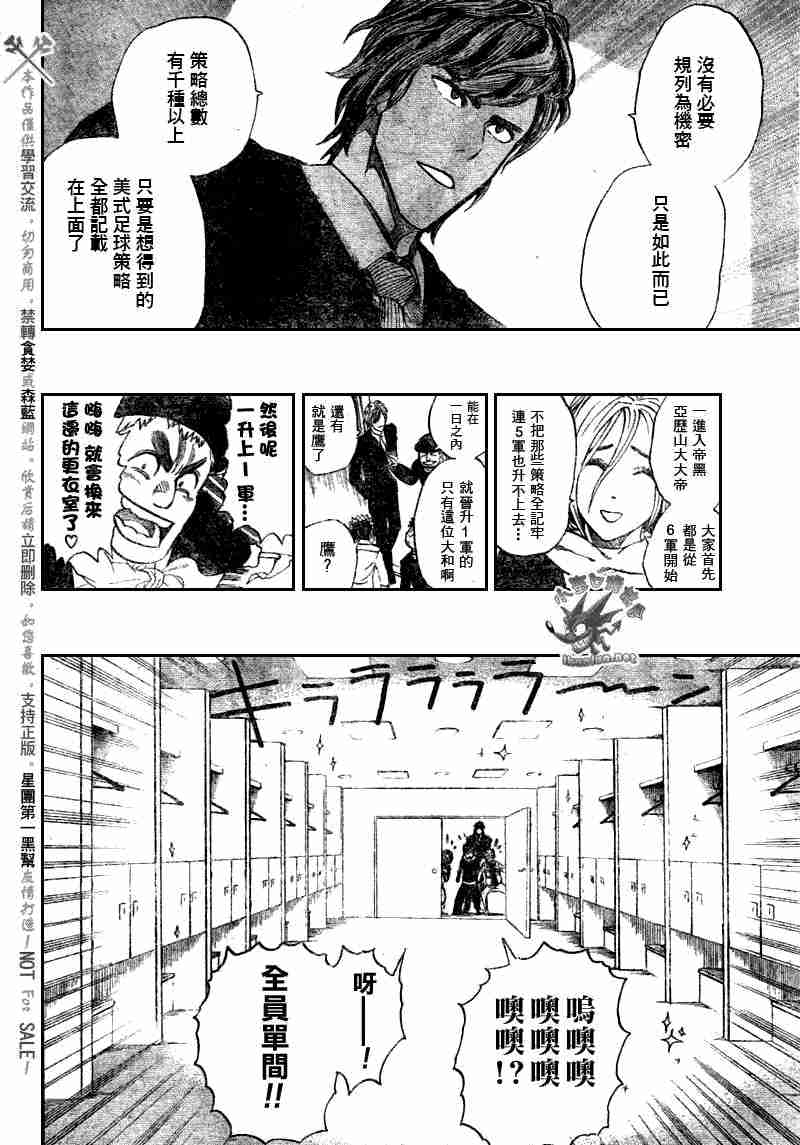 沒有必要
規列為機密
只是如此而已
策略總數
有千種以上
只要是想得到的
美式足球策略
全都記載
在上面了
一進入帝黑
亞歷山大大帝
大家首先
都是從
6軍開始
不把那些策略全記牢
連5軍也升不上去…
能在
一日之內
就晉升1軍的
只有這位大和啊
還有
就是鷹了
鷹?
然後呢
一升上1軍…
嗨嗨 就會換來
這邊的更衣室了♡
キラララララ
嗚噢噢
噢噢噢
噢噢!?
呀——!
全員單間!!
本作品僅供學習交流，切勿商用，禁轉貪婪或森藍網站。欣賞后請立即刪除，如您喜歡，支持正版。星團第一黑幫友情打造—NOT For SALE—